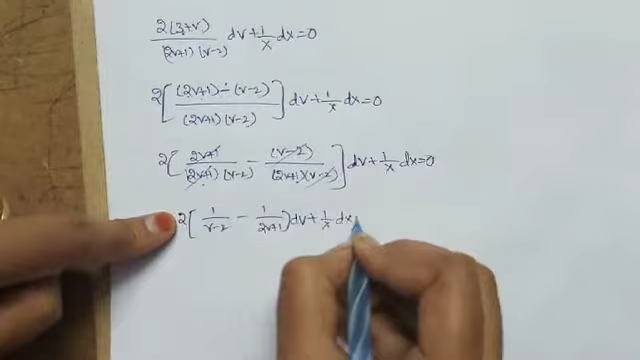 2(3+v)/(2v+1)(v-2) dv + 1/x dx = 0
2[(2v+1) - (v-2)/(2v+1)(v-2)] dv + 1/x dx = 0
2[2v+1/(2v+1)(v-2) - (v-2)/(2v+1)(v-2)] dv + 1/x dx = 0
2[1/v-2 - 1/2v+1] dv + 1/x dx